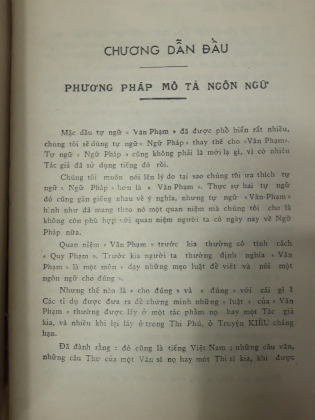 CHƯƠNG DẪN ĐẦU
PHƯƠNG PHÁP MÔ TẢ NGÔN NGỮ
Mặc dầu tự ngữ « Văn Phạm » đã được phổ biến rất nhiều,
chúng tôi sẽ dùng tự ngữ « Ngữ Pháp » thay thế cho «Văn Phạm».
Tự ngữ « Ngữ Pháp » cũng không phải là mới lạ gì, và có nhiều
Tác giả đã sử dụng tiếng đó rồi.
Chúng tôi muốn nói lên lý do tại sao chúng tôi ưa thích tự
ngữ « Ngữ Pháp » hơn là « Văn Phạm ». Thực sự hai tự ngữ
đó cũng gần giống nhau về ý nghĩa, nhưng tự ngữ «Văn-Phạm»
hình như đã mang theo nó một quan niệm mà chúng tôi cho là
không còn phù hợp với quan niệm người ta có ngày nay về Ngữ
Pháp nữa.
Quan niệm « Văn Phạm » trước kia thường có tính cách
« Quy Phạm ». Trước kia người ta thường định nghĩa « Văn
Phạm » là một môn « dạy những mẹo luật để viết và nói một
ngôn ngữ cho đúng ».
Nhưng thế nào là « cho đúng » và « đúng » với cái gì ?
Các tỉ dụ được đưa ra để chứng minh những « luật » của « Văn
Phạm » thường được lấy ở một tác phẩm nọ hay một Tác giả
kia, và nhiều khi lại lấy ở trong Thi Phú, ở Truyện KIỀU chẳng
hạn.
Đã đành rằng : đó cũng là tiếng Việt-Nam ; những câu văn,
những câu Thơ của một Văn sĩ nọ hay một Thi sĩ kia, khi được